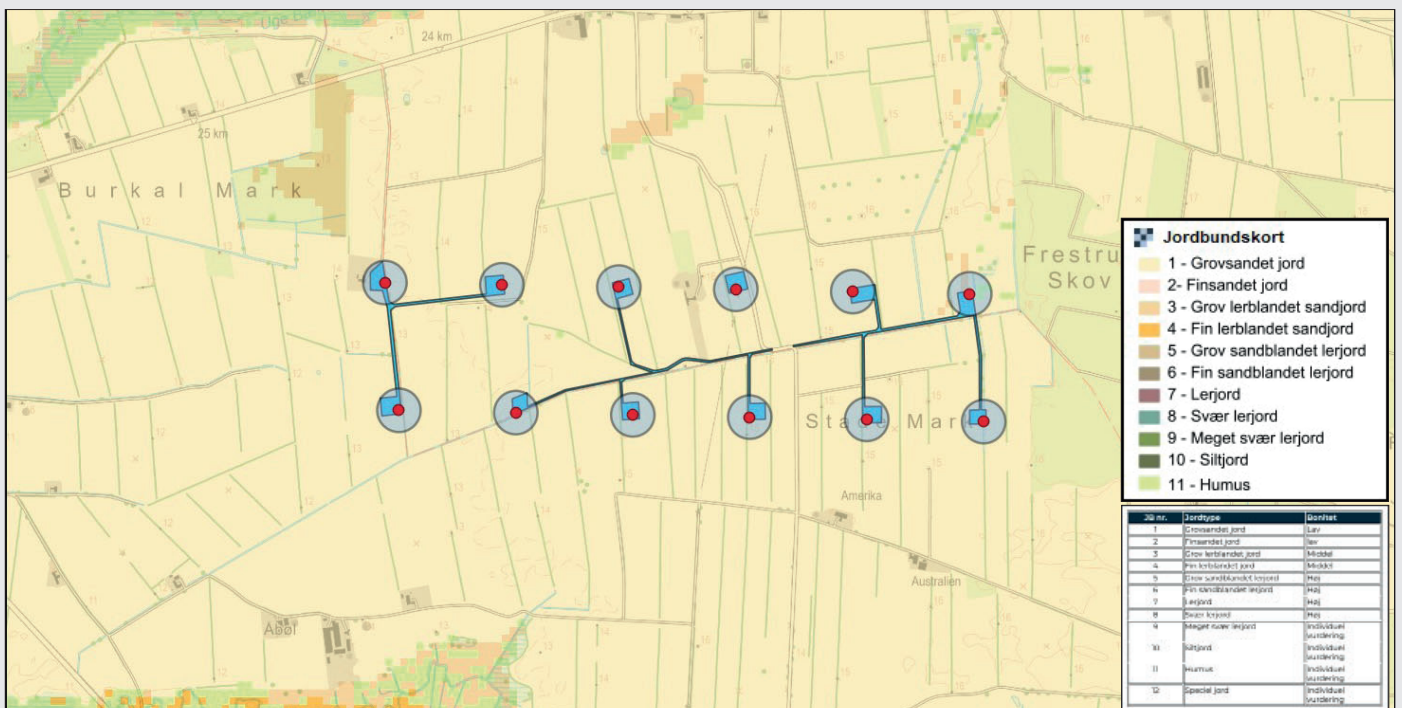 Uge
24 km
25 km
Burkal Mark
Frestru
Skov
Stade Mark
Amerika
Australien
Abøl
Jordbundskort
1 - Grovsandet jord
2- Finsandet jord
3 - Grov lerblandet sandjord
4 - Fin lerblandet sandjord
5 - Grov sandblandet lerjord
6 - Fin sandblandet lerjord
7 - Lerjord
8 - Svær lerjord
9 - Meget svær lerjord
10 - Siltjord
11 - Humus
JB nr. Jordtype Bonitet
1 Grovsandet jord Lav
2 Finsandet jord lav
3 Grov lerblandet jord Middel
4 Fin lerblandet jord Middel
5 Grov sandblandet lerjord Høj
6 Fin sandblandet lerjord Høj
7 Lerjord Høj
8 Svær lerjord Høj
9 Meget svær lerjord Individuel
vurdering
10 Siltjord Individuel
vurdering
11 Humus Individuel
vurdering
12 Speciel jord Individuel
vurdering